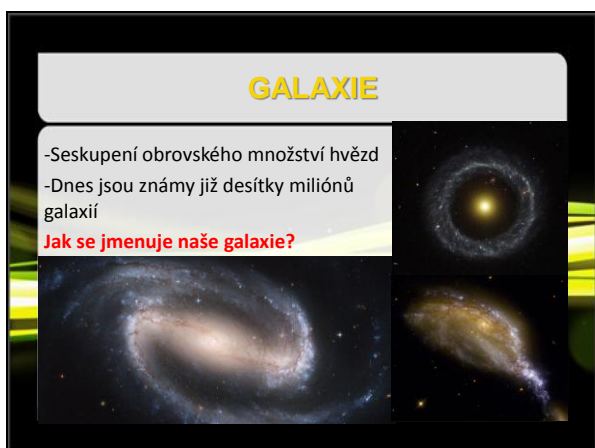 GALAXIE
-Seskupení obrovského množství hvězd
-Dnes jsou známy již desítky miliónů
galaxií
Jak se jmenuje naše galaxie?